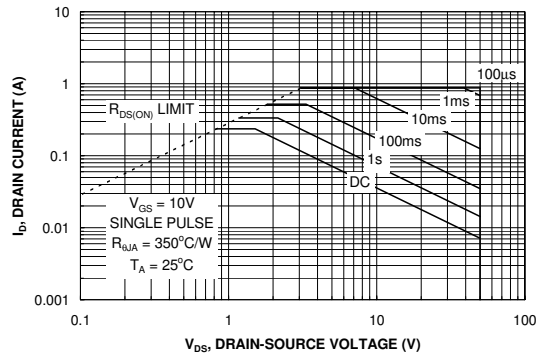 10
1
0.1
0.01
0.001
I_D, DRAIN CURRENT (A)
100μs
1ms
10ms
100ms
1s
DC
R_DS(ON) LIMIT
V_GS = 10V
SINGLE PULSE
R_θJA = 350°C/W
T_A = 25°C
0.1
1
10
100
V_DS, DRAIN-SOURCE VOLTAGE (V)